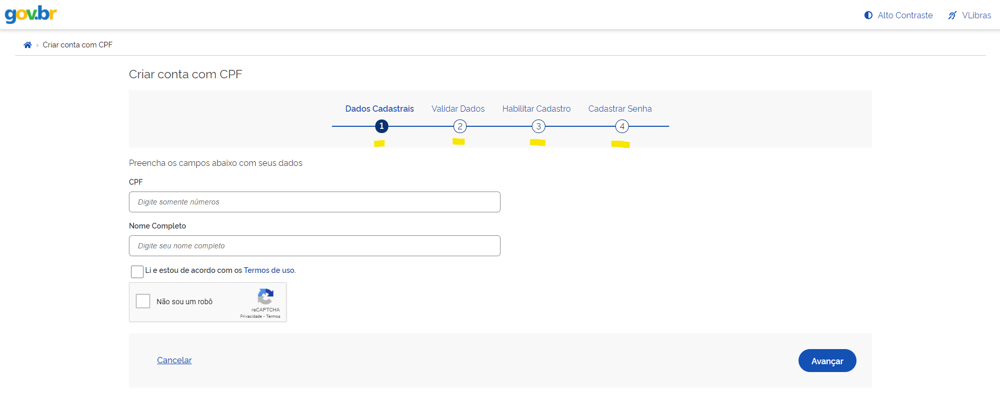 gov.br
Alto Contraste
VLibras
Criar conta com CPF
Criar conta com CPF
Dados Cadastrais
Validar Dados
Habilitar Cadastro
Cadastrar Senha
1
2
3
4
Preencha os campos abaixo com seus dados
CPF
Digite somente números
Nome Completo
Digite seu nome completo
Li e estou de acordo com os Termos de uso.
Não sou um robô
reCAPTCHA
Privacidade - Termos
Cancelar
Avançar